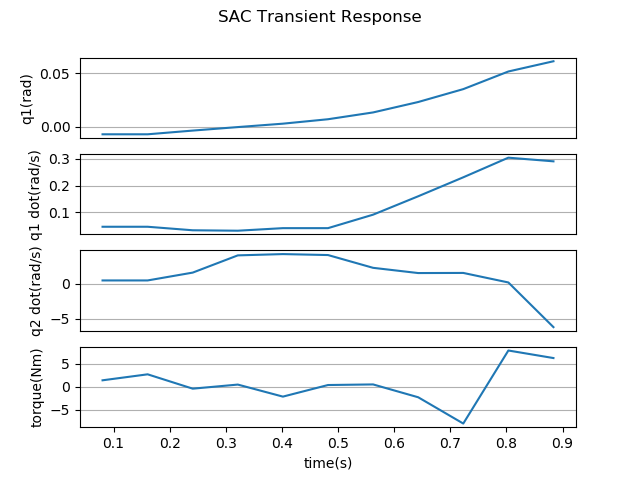 SAC Transient Response
q1(rad)
0.05
0.00
q1 dot(rad/s)
0.3
0.2
0.1
q2 dot(rad/s)
0
−5
torque(Nm)
5
0
−5
0.1 0.2 0.3 0.4 0.5 0.6 0.7 0.8 0.9
time(s)